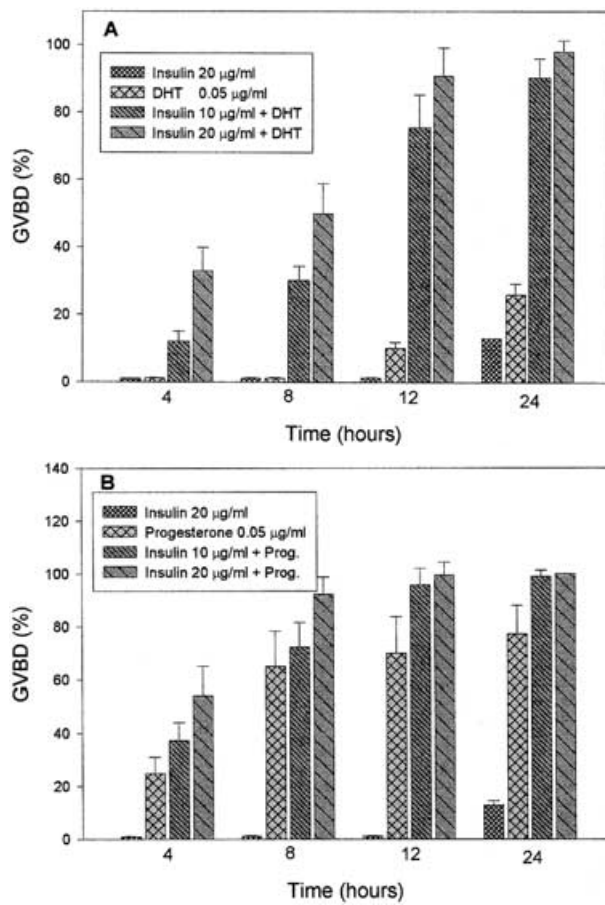 A
Insulin 20 µg/ml
DHT 0.05 µg/ml
Insulin 10 µg/ml + DHT
Insulin 20 µg/ml + DHT
GVBD (%)
100
80
60
40
20
0
4 8 12 24
Time (hours)
B
Insulin 20 µg/ml
Progesterone 0.05 µg/ml
Insulin 10 µg/ml + Prog.
Insulin 20 µg/ml + Prog.
GVBD (%)
140
120
100
80
60
40
20
0
4 8 12 24
Time (hours)